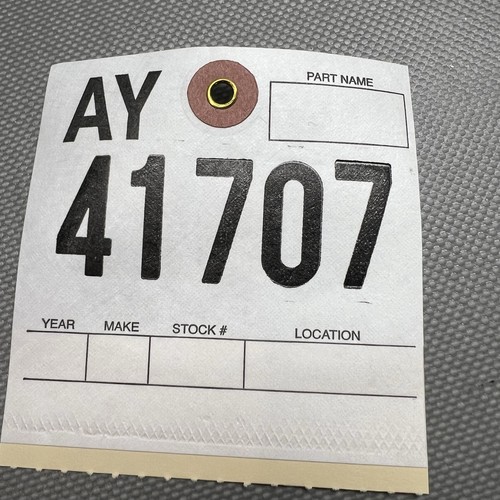 AY
PART NAME
41707
YEAR MAKE STOCK # LOCATION